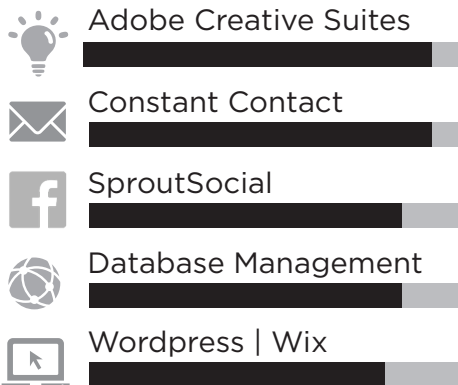 Adobe Creative Suites
Constant Contact
SproutSocial
Database Management
Wordpress | Wix